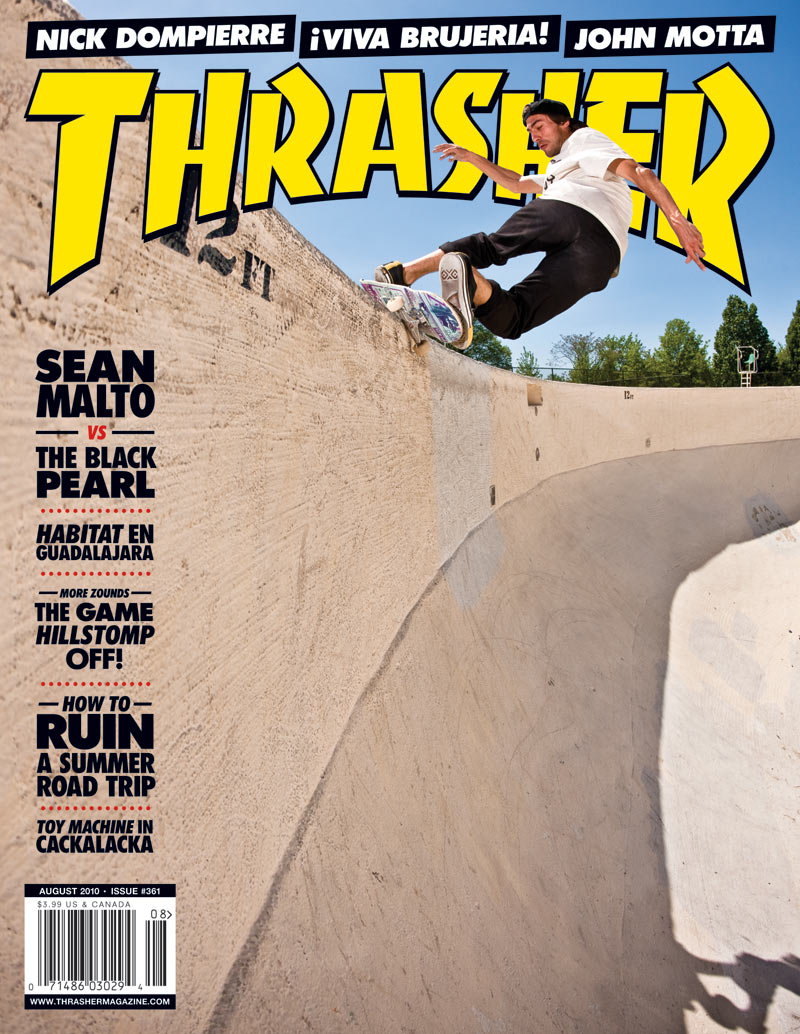 NICK DOMPIERRE ¡VIVA BRUJERIA! JOHN MOTTA
THRASHER
12 FT
12 FT
SEAN
MALTO
VS
THE BLACK
PEARL
HABITAT EN
GUADALAJARA
MORE ZOUNDS
THE GAME
HILLSTOMP
OFF!
HOW TO
RUIN
A SUMMER
ROAD TRIP
TOY MACHINE IN
CACKALACKA
AUGUST 2010 • ISSUE #361
$3.99 US & CANADA
08>
0 71486 03029 4
WWW.THRASHERMAGAZINE.COM